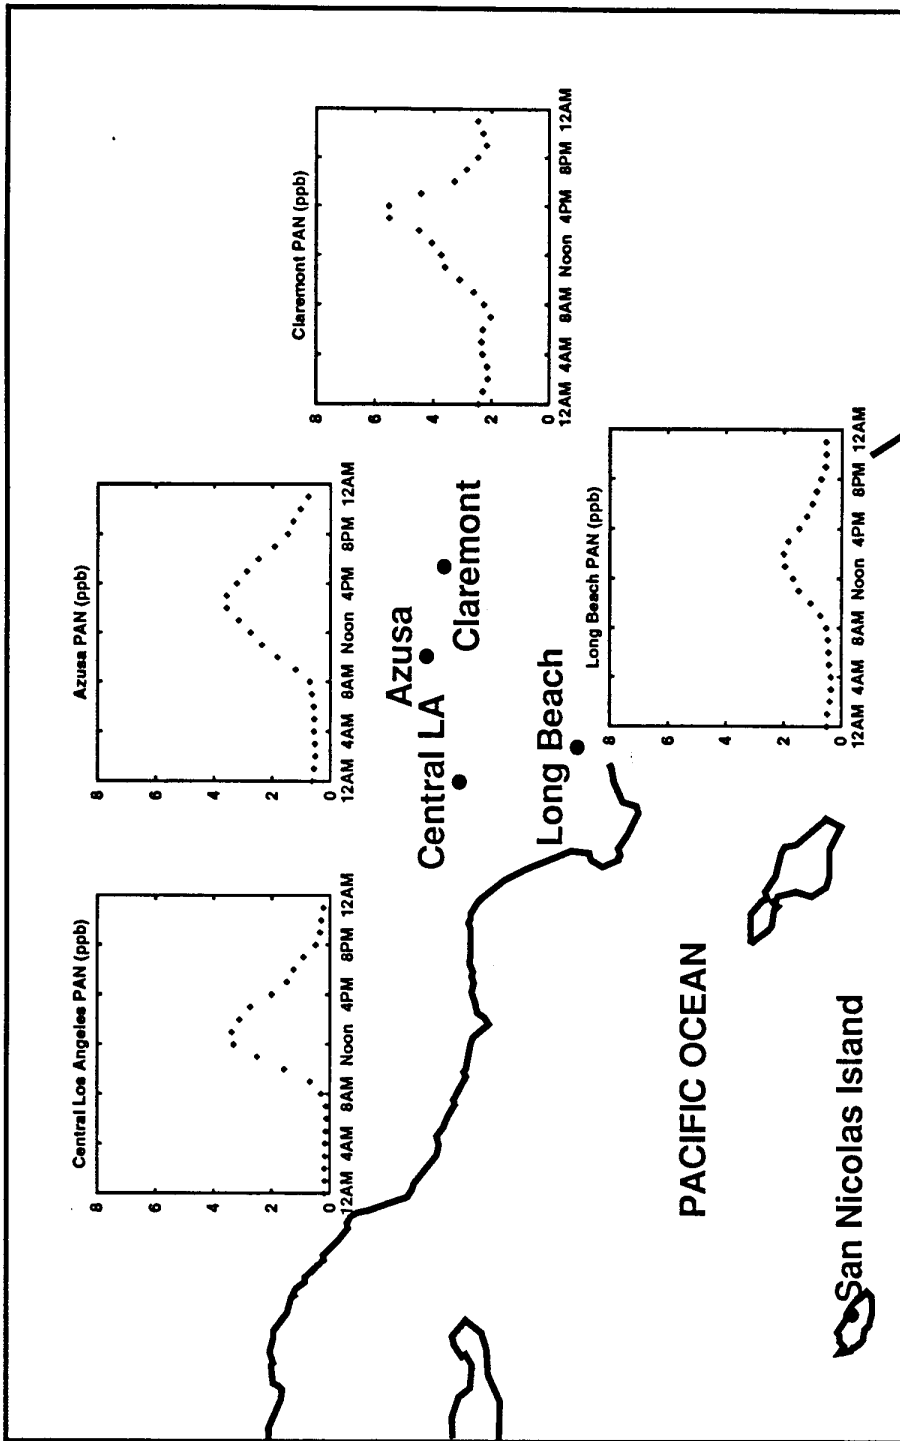 Central Los Angeles PAN (ppb)
8
6
4
2
0
12AM 4AM 8AM Noon 4PM 8PM 12AM
Azusa PAN (ppb)
8
6
4
2
0
12AM 4AM 8AM Noon 4PM 8PM 12AM
Claremont PAN (ppb)
8
6
4
2
0
12AM 4AM 8AM Noon 4PM 8PM 12AM
Azusa
Central LA
Claremont
Long Beach
Long Beach PAN (ppb)
8
6
4
2
0
12AM 4AM 8AM Noon 4PM 8PM 12AM
PACIFIC OCEAN
San Nicolas Island